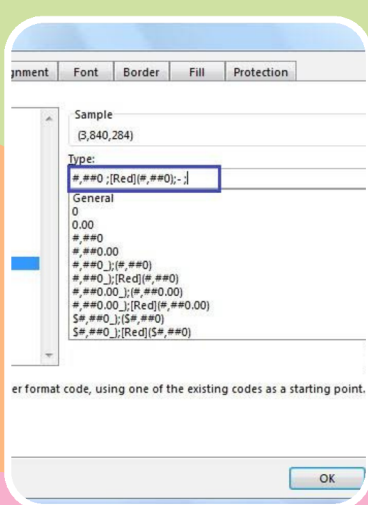 gnment Font Border Fill Protection
Sample
(3,840,284)
Type:
#,##0 ;[Red](#,##0);- ;
General
0
0.00
#,##0
#,##0.00
#,##0_);(#,##0)
#,##0_);[Red](#,##0)
#,##0.00_);(#,##0.00)
#,##0.00_);[Red](#,##0.00)
$#,##0_);($#,##0)
$#,##0_);[Red]($#,##0)
er format code, using one of the existing codes as a starting point.
OK